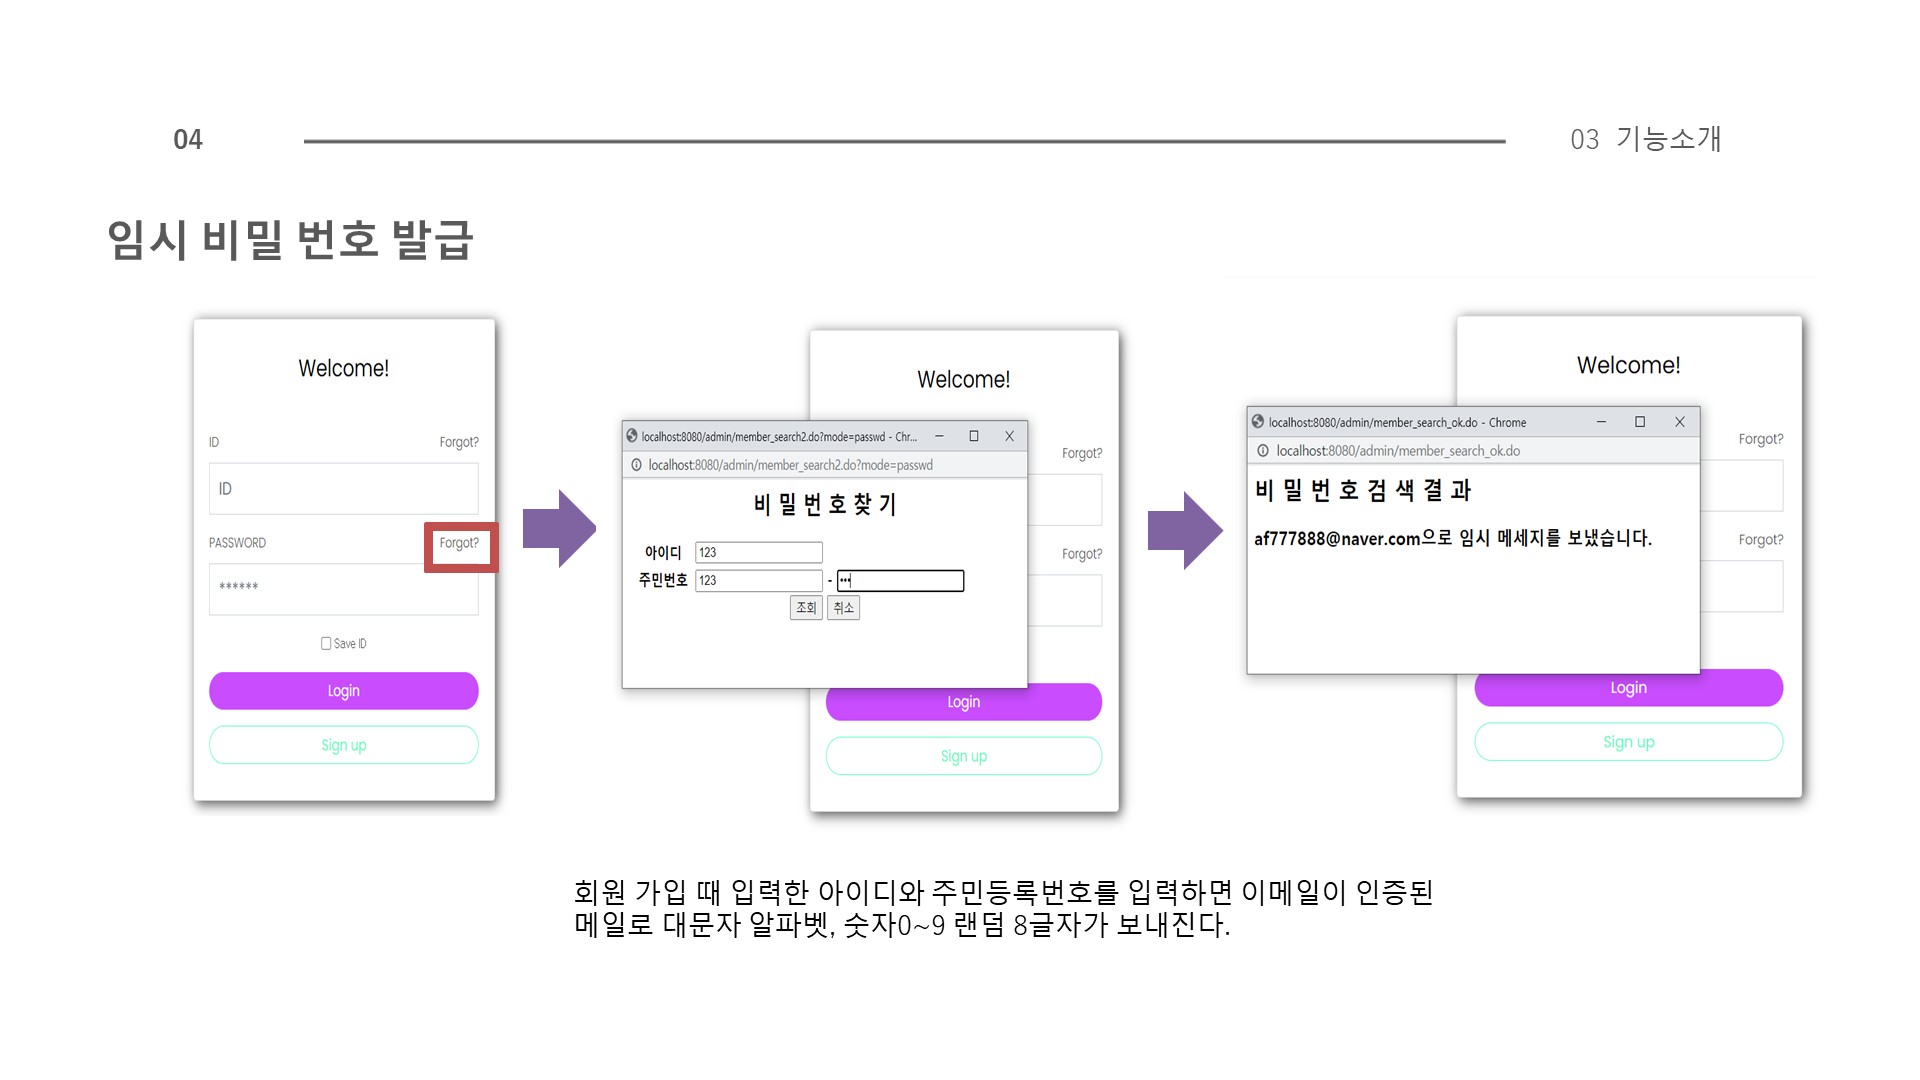 04
03 기능소개
임시 비밀 번호 발급
Welcome!
ID
Forgot?
ID
PASSWORD
Forgot?
******
Save ID
Login
Sign up
Welcome!
Forgot?
Forgot?
Login
Sign up
localhost:8080/admin/member_search2.do?mode=passwd - Chr...
localhost:8080/admin/member_search2.do?mode=passwd
비 밀 번 호 찾 기
아이디 123
주민번호 123 - •••
조회 취소
Welcome!
Forgot?
Forgot?
Login
Sign up
localhost:8080/admin/member_search_ok.do - Chrome
localhost:8080/admin/member_search_ok.do
비 밀 번 호 검 색 결 과
af777888@naver.com으로 임시 메세지를 보냈습니다.
회원 가입 때 입력한 아이디와 주민등록번호를 입력하면 이메일이 인증된
메일로 대문자 알파벳, 숫자0~9 랜덤 8글자가 보내진다.